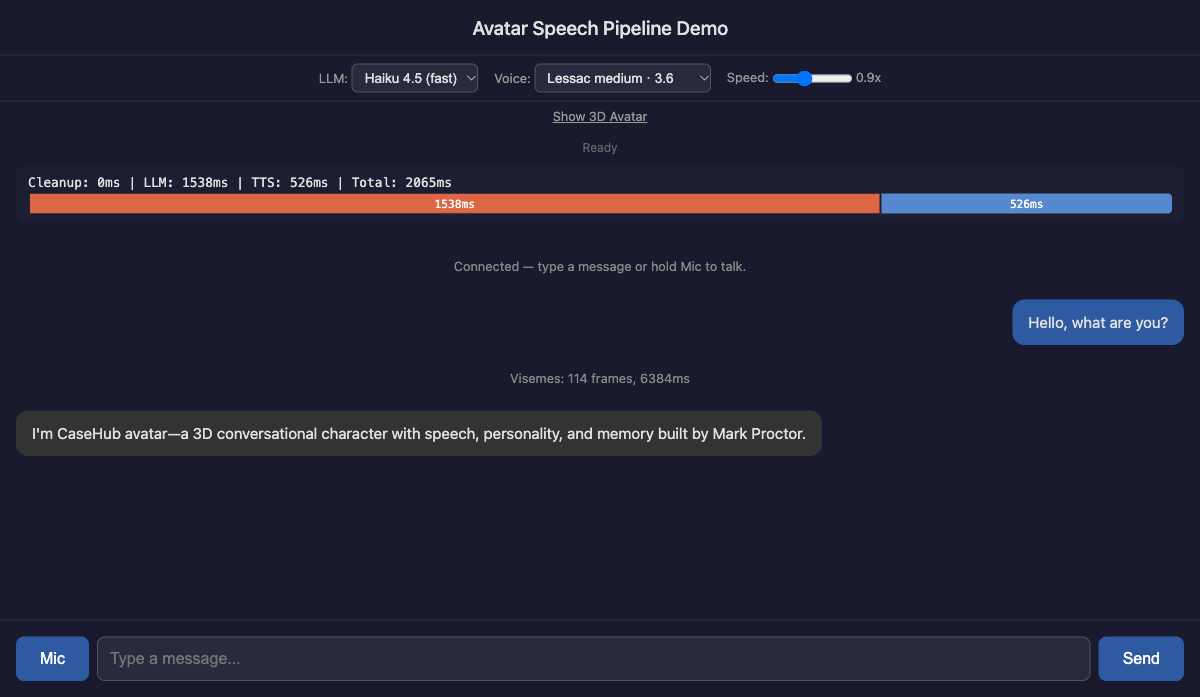 Avatar Speech Pipeline Demo
LLM: Haiku 4.5 (fast) Voice: Lessac medium · 3.6 Speed: 0.9x
Show 3D Avatar
Ready
Cleanup: 0ms | LLM: 1538ms | TTS: 526ms | Total: 2065ms
1538ms 526ms
Connected — type a message or hold Mic to talk.
Hello, what are you?
Visemes: 114 frames, 6384ms
I'm CaseHub avatar—a 3D conversational character with speech, personality, and memory built by Mark Proctor.
Mic Type a message... Send